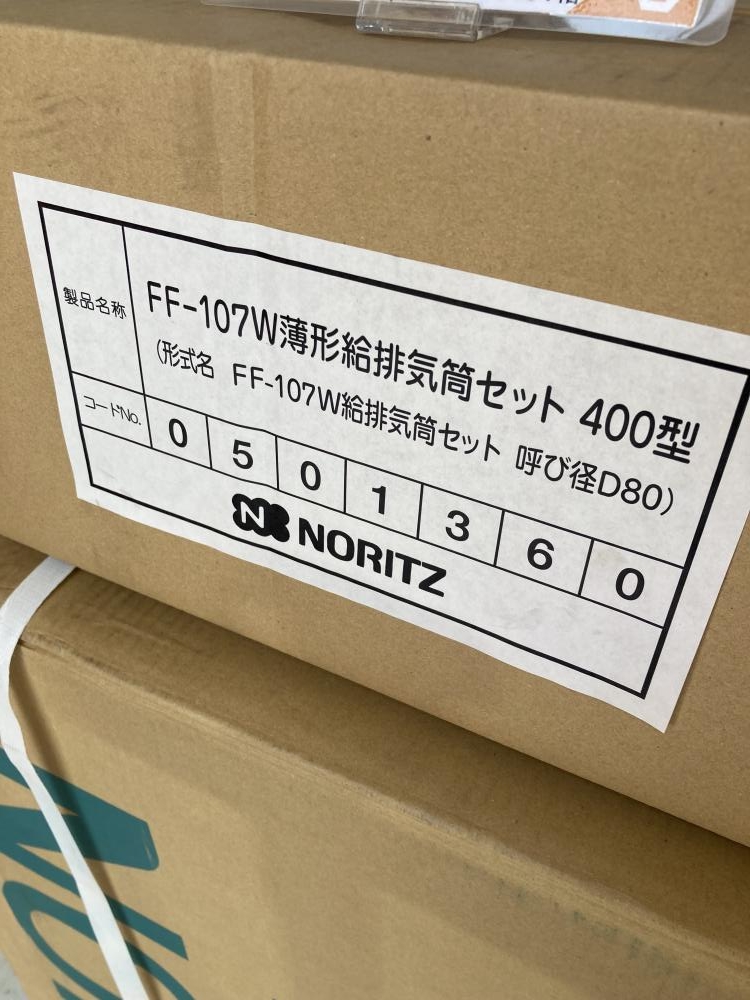 製品名称
FF-107W薄形給排気筒セット 400型
（形式名 FF-107W給排気筒セット 呼び径D80）
コードNo.
0 5 0 1 3 6 0
NORITZ